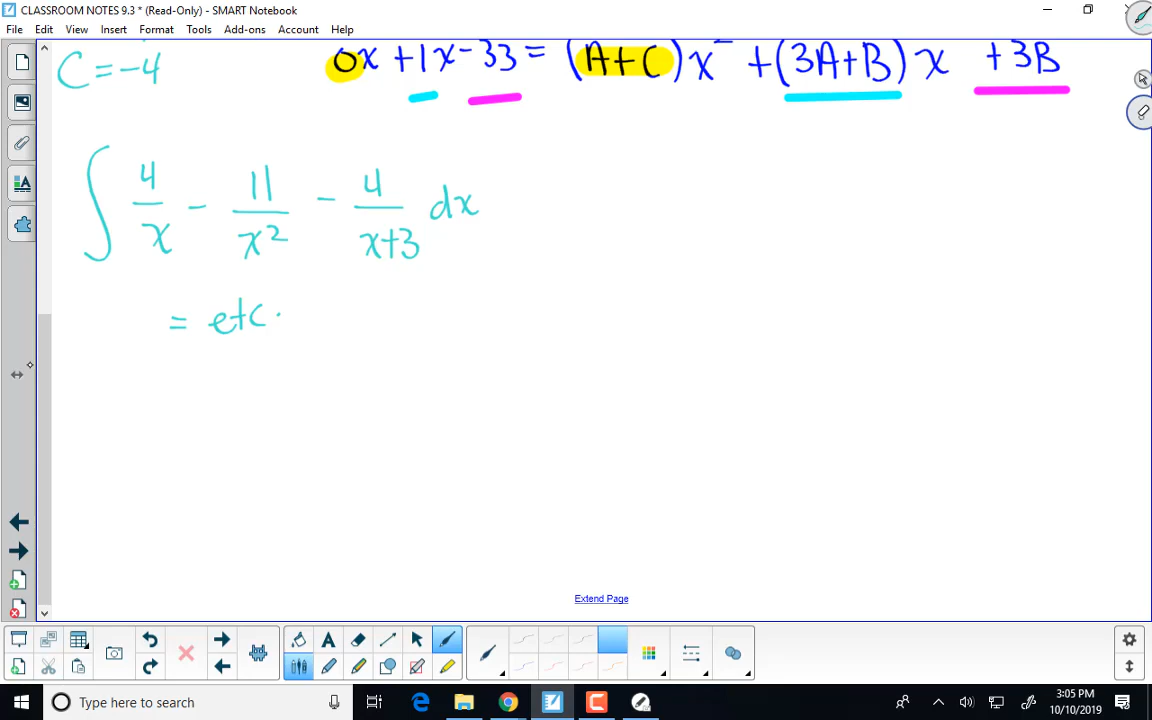 CLASSROOM NOTES 9.3 * (Read-Only) - SMART Notebook
File Edit View Insert Format Tools Add-ons Account Help
C = -4
0x + 1x - 33 = (A+C)x + (3A+B)x + 3B
∫ 4/x - 11/x² - 4/(x+3) dx
= etc.
Extend Page
Type here to search
3:05 PM
10/10/2019